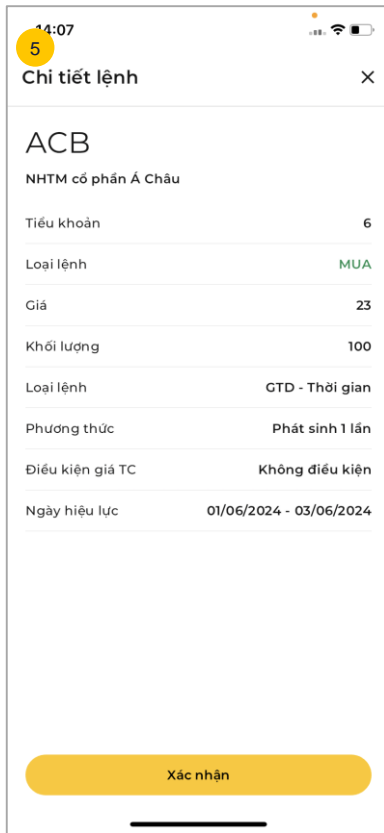 14:07
5
Chi tiết lệnh
ACB
NHTM cổ phần Á Châu
Tiểu khoản 6
Loại lệnh MUA
Giá 23
Khối lượng 100
Loại lệnh GTD - Thời gian
Phương thức Phát sinh 1 lần
Điều kiện giá TC Không điều kiện
Ngày hiệu lực 01/06/2024 - 03/06/2024
Xác nhận